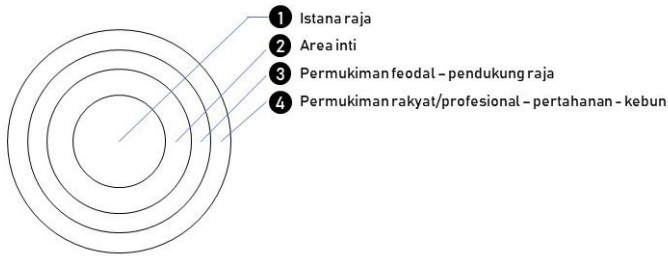 1 Istana raja
2 Area inti
3 Permukiman feodal – pendukung raja
4 Permukiman rakyat/profesional – pertahanan - kebun